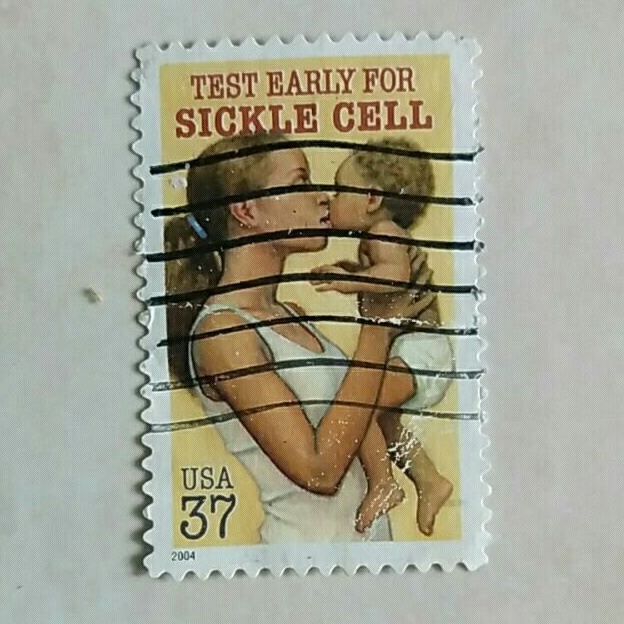 TEST EARLY FOR
SICKLE CELL
USA
37
2004